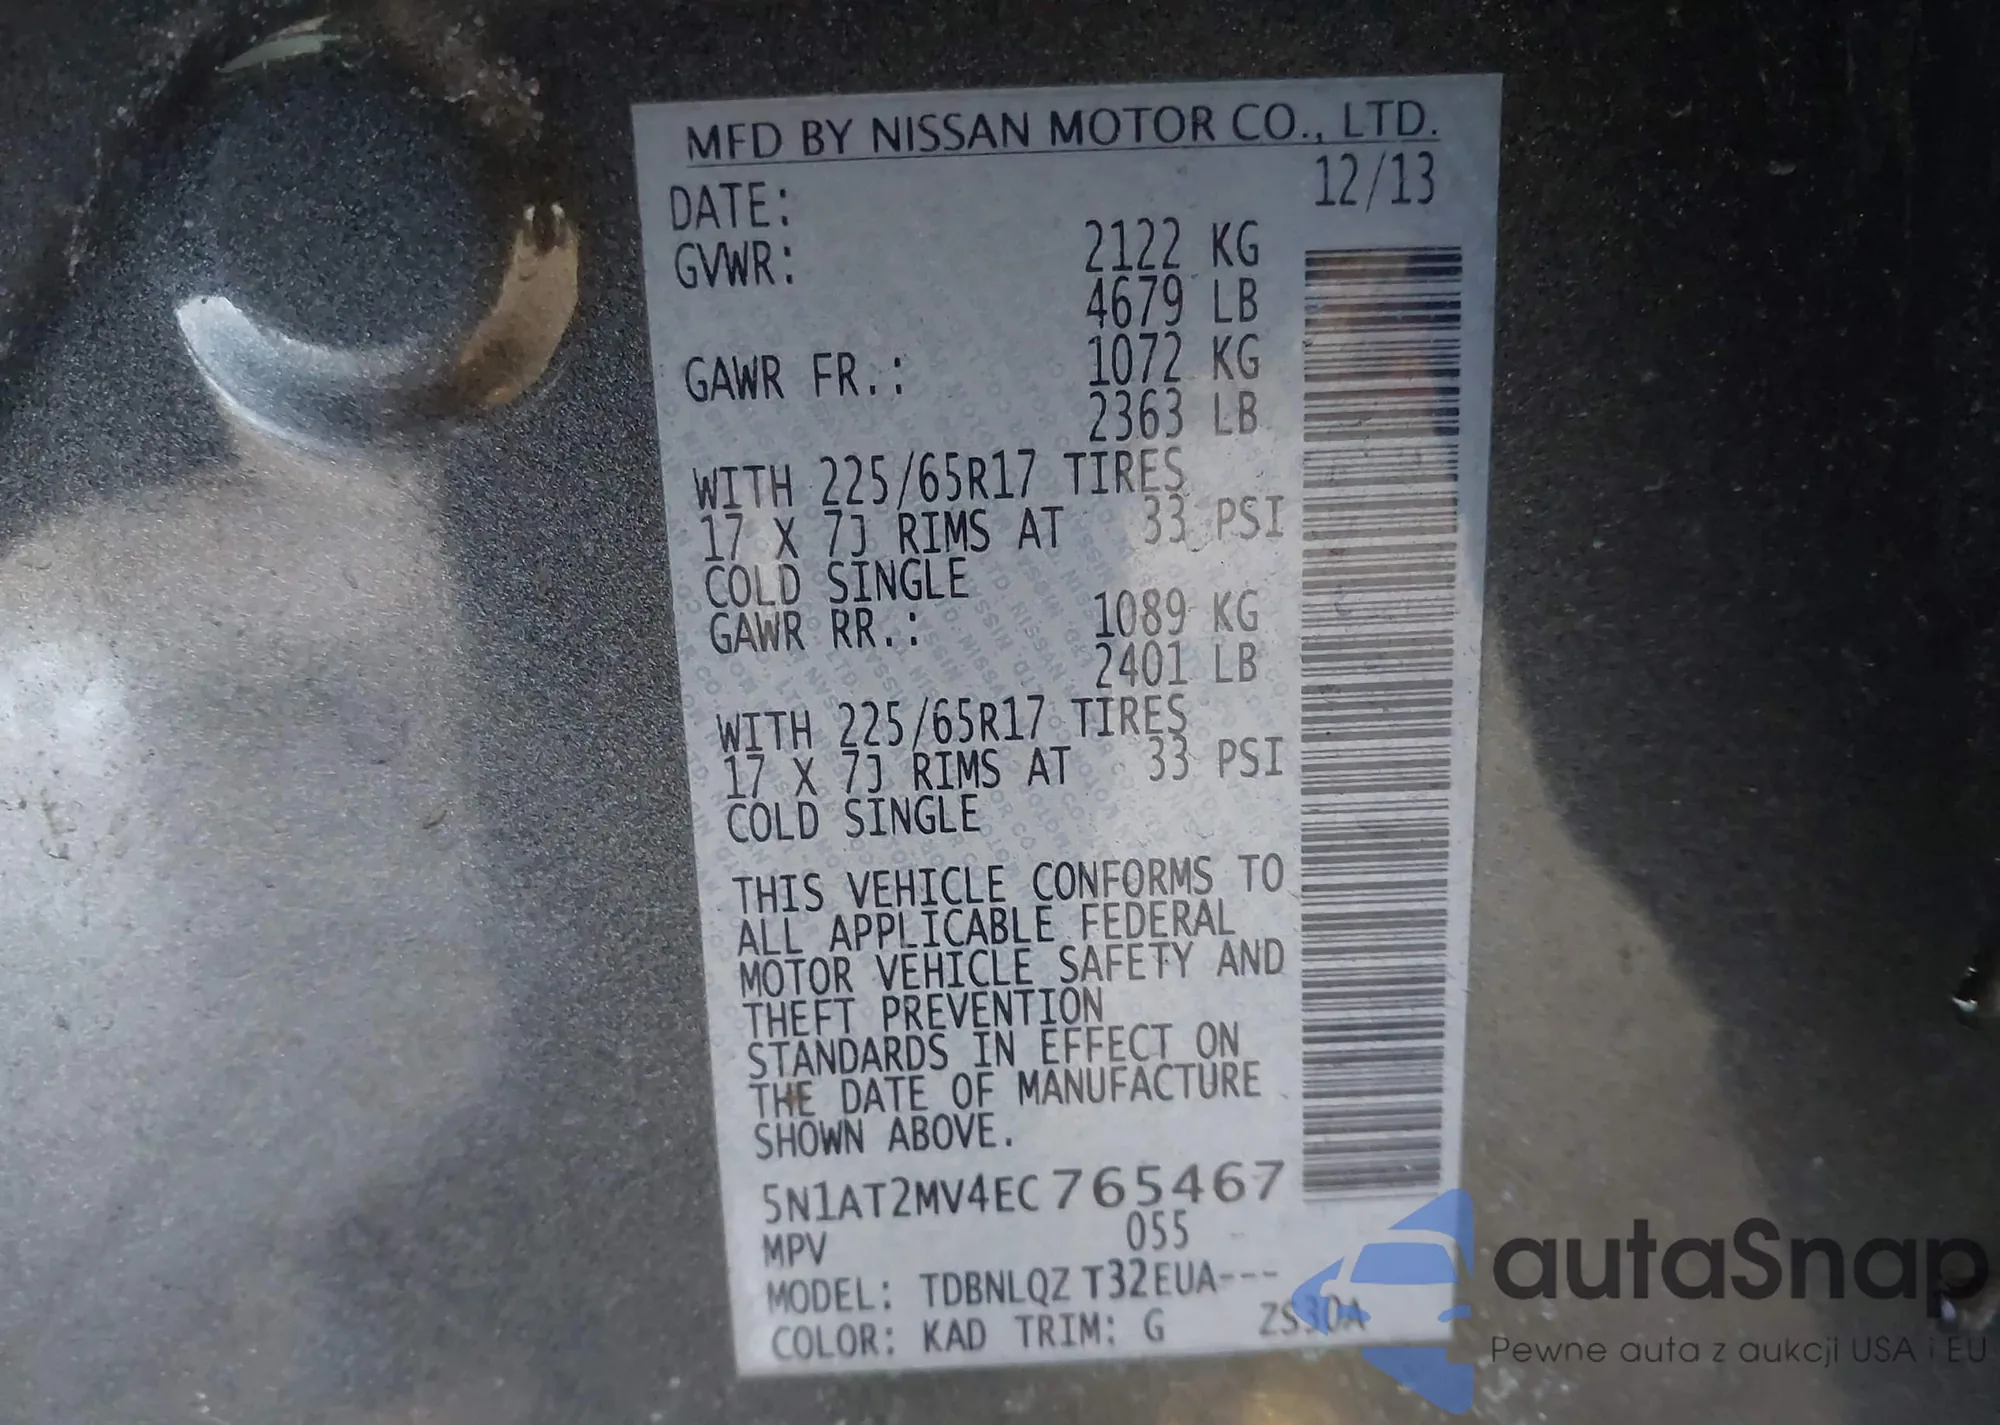 MFD BY NISSAN MOTOR CO., LTD.
DATE: 12/13
GVWR: 2122 KG
4679 LB
GAWR FR.: 1072 KG
2363 LB
WITH 225/65R17 TIRES
17 X 7J RIMS AT 33 PSI
COLD SINGLE
GAWR RR.: 1089 KG
2401 LB
WITH 225/65R17 TIRES
17 X 7J RIMS AT 33 PSI
COLD SINGLE
THIS VEHICLE CONFORMS TO
ALL APPLICABLE FEDERAL
MOTOR VEHICLE SAFETY AND
THEFT PREVENTION
STANDARDS IN EFFECT ON
THE DATE OF MANUFACTURE
SHOWN ABOVE.
5N1AT2MV4EC765467
MPV 055
MODEL: TDBNLQZ T32EUA---
COLOR: KAD TRIM: G ZS30A
autaSnap
Pewne auta z aukcji USA i EU